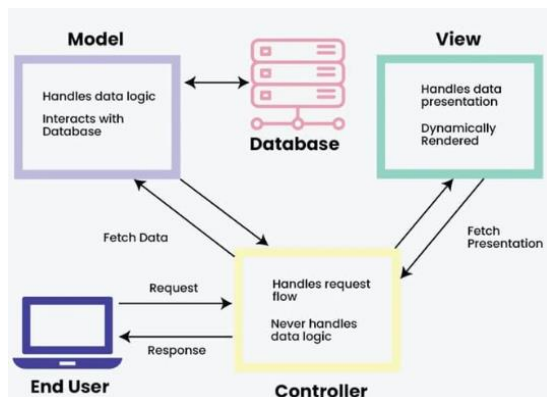 Model
Handles data logic
Interacts with
Database
Database
View
Handles data
presentation
Dynamically
Rendered
Fetch Data
Fetch
Presentation
Request
Response
Handles request
flow
Never handles
data logic
End User
Controller